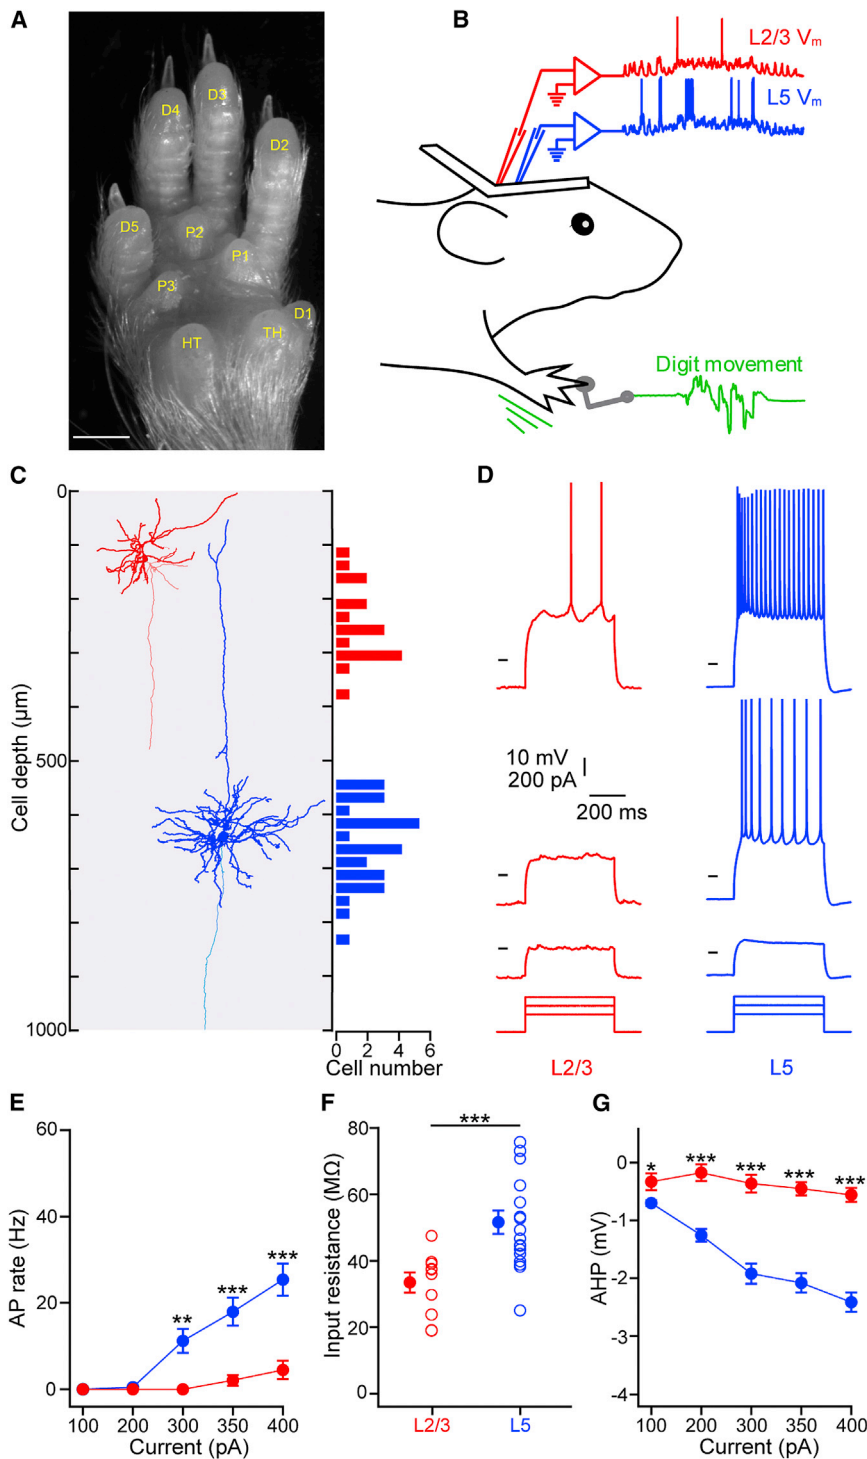 A
D4
D3
D2
D5
P2
P1
P3
D1
HT
TH
B
L2/3 Vm
L5 Vm
Digit movement
C
0
500
1000
Cell depth (μm)
0 2 4 6
Cell number
D
10 mV
200 pA
200 ms
L2/3
L5
E
60
40
20
0
AP rate (Hz)
**
***
***
100 200 300 350 400
Current (pA)
F
***
80
60
40
20
0
Input resistance (MΩ)
L2/3
L5
G
0
-1
-2
-3
-4
AHP (mV)
*
***
***
***
***
100 200 300 350 400
Current (pA)